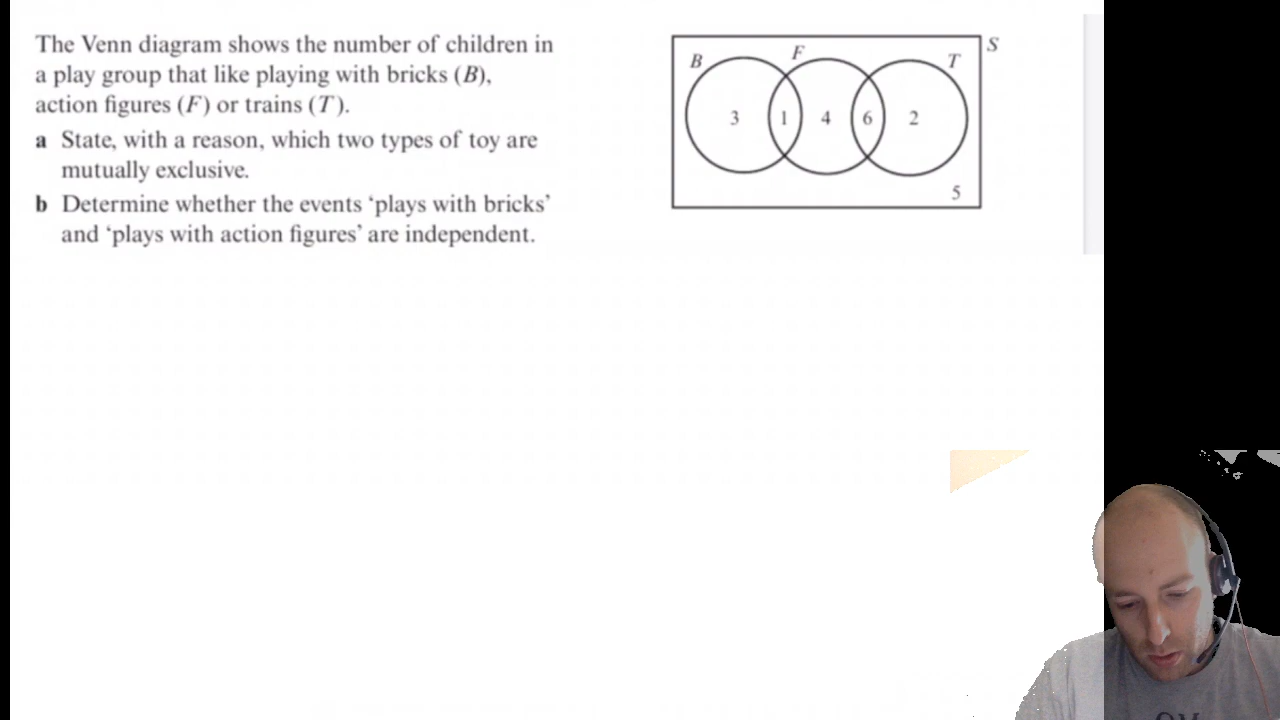 The Venn diagram shows the number of children in
a play group that like playing with bricks (B),
action figures (F) or trains (T).
a State, with a reason, which two types of toy are
mutually exclusive.
b Determine whether the events ‘plays with bricks’
and ‘plays with action figures’ are independent.
S
B F T
3 1 4 6 2
5